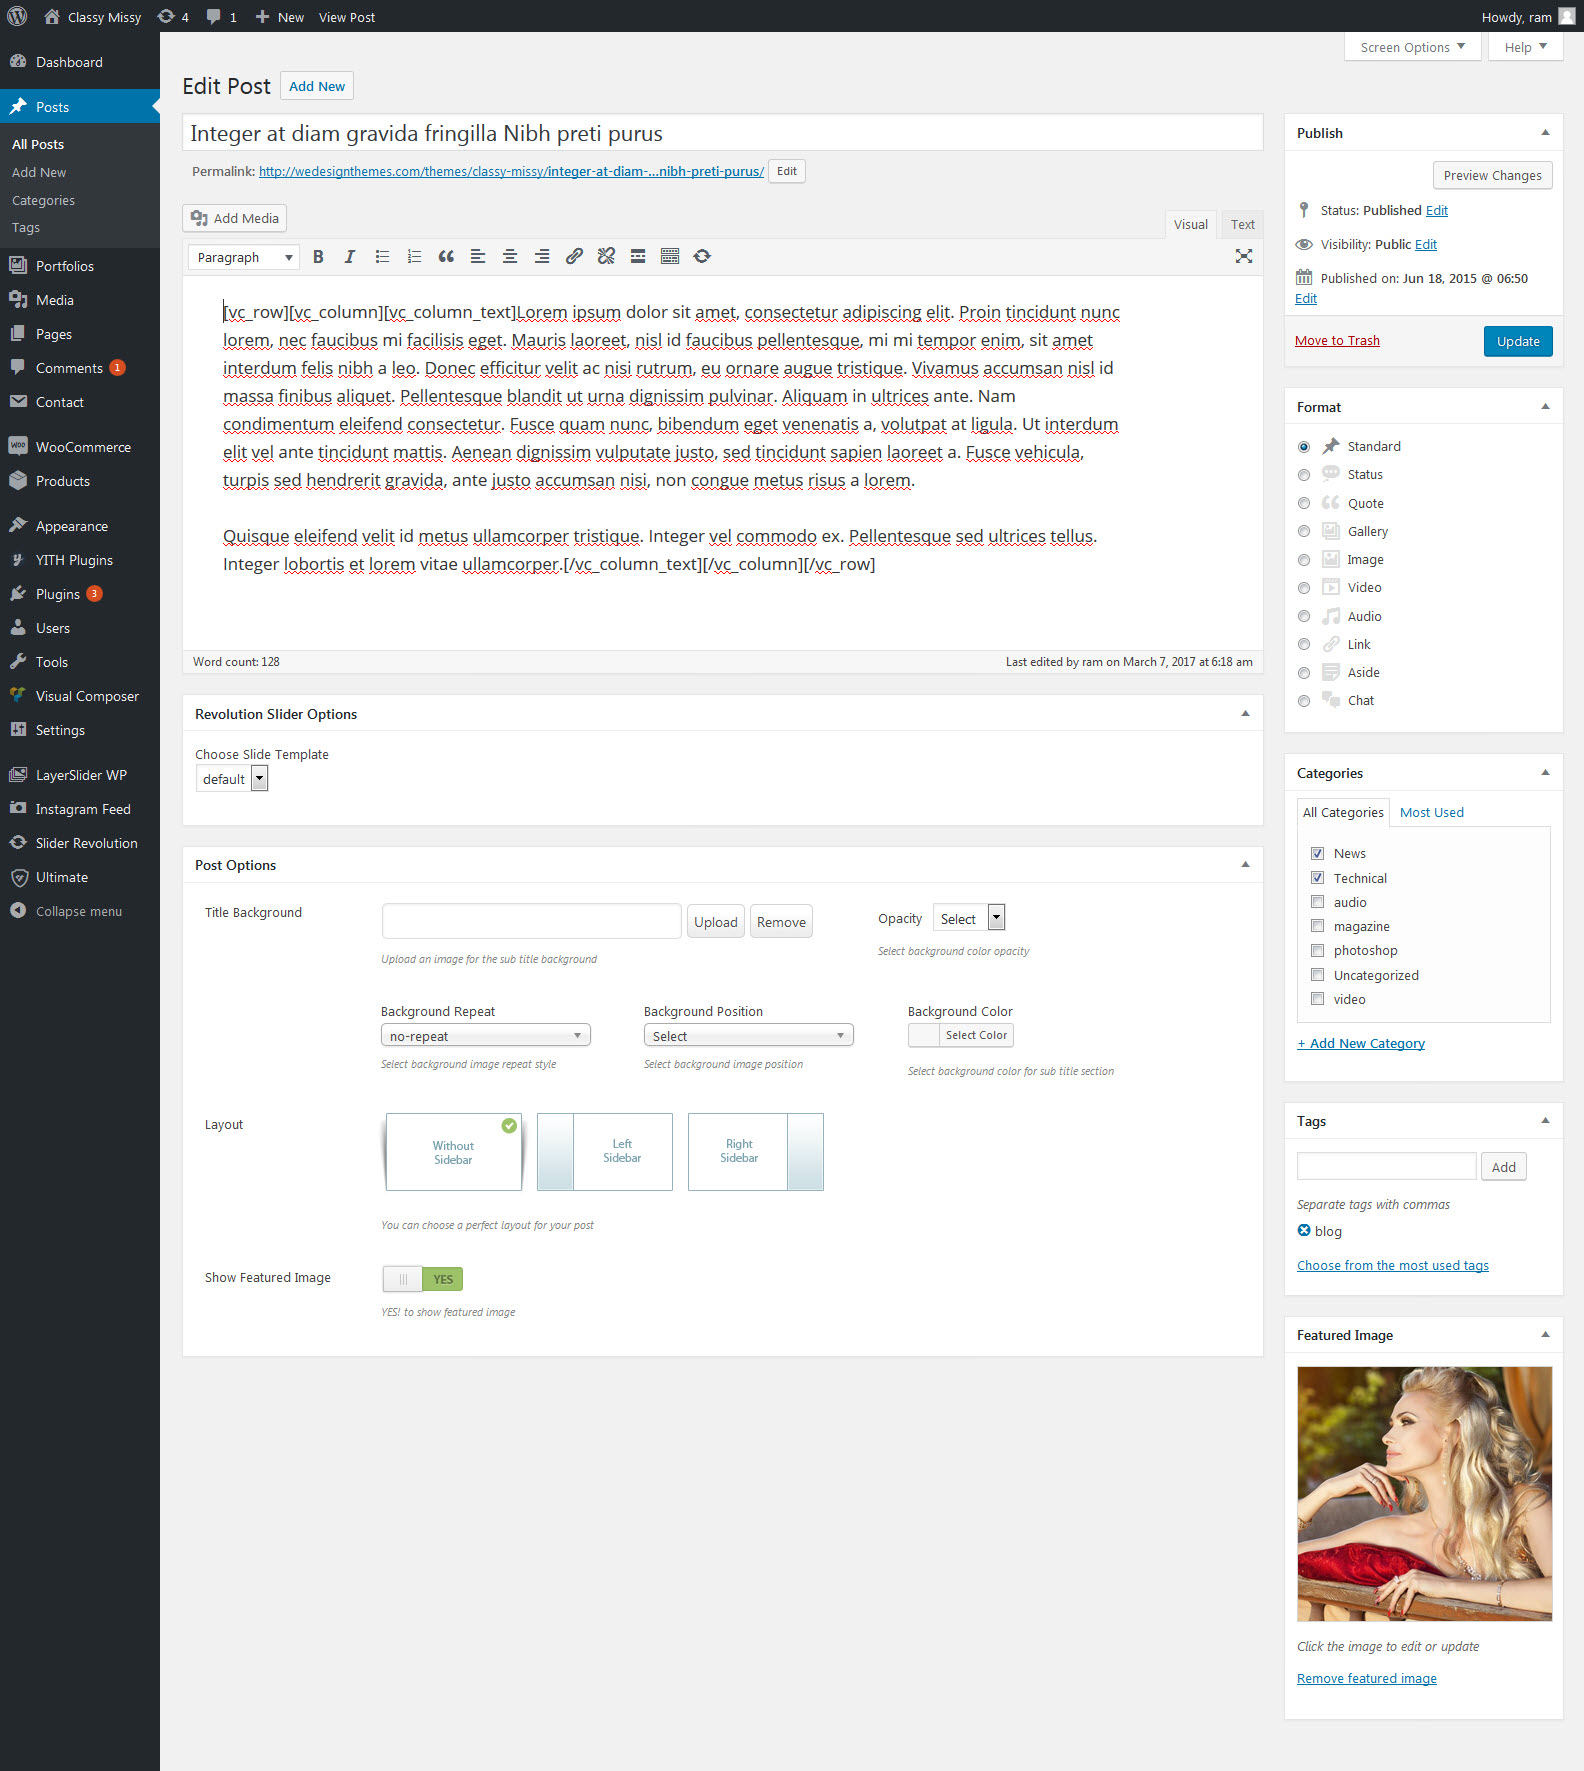 Classy Missy 4 1 New View Post Howdy, ram
Screen Options Help
Dashboard
Posts
All Posts
Add New
Categories
Tags
Portfolios
Media
Pages
Comments 1
Contact
WooCommerce
Products
Appearance
YITH Plugins
Plugins 3
Users
Tools
Visual Composer
Settings
LayerSlider WP
Instagram Feed
Slider Revolution
Ultimate
Collapse menu
Edit Post Add New
Integer at diam gravida fringilla Nibh preti purus
Permalink: http://wedesignthemes.com/themes/classy-missy/integer-at-diam-...nibh-preti-purus/ Edit
Add Media Visual Text
Paragraph
[vc_row][vc_column][vc_column_text]Lorem ipsum dolor sit amet, consectetur adipiscing elit. Proin tincidunt nunc
lorem, nec faucibus mi facilisis eget. Mauris laoreet, nisl id faucibus pellentesque, mi mi tempor enim, sit amet
interdum felis nibh a leo. Donec efficitur velit ac nisi rutrum, eu ornare augue tristique. Vivamus accumsan nisl id
massa finibus aliquet. Pellentesque blandit ut urna dignissim pulvinar. Aliquam in ultrices ante. Nam
condimentum eleifend consectetur. Fusce quam nunc, bibendum eget venenatis a, volutpat at ligula. Ut interdum
elit vel ante tincidunt mattis. Aenean dignissim vulputate justo, sed tincidunt sapien laoreet a. Fusce vehicula,
turpis sed hendrerit gravida, ante justo accumsan nisi, non congue metus risus a lorem.
Quisque eleifend velit id metus ullamcorper tristique. Integer vel commodo ex. Pellentesque sed ultrices tellus.
Integer lobortis et lorem vitae ullamcorper.[/vc_column_text][/vc_column][/vc_row]
Word count: 128 Last edited by ram on March 7, 2017 at 6:18 am
Revolution Slider Options
Choose Slide Template
default
Post Options
Title Background Upload Remove Opacity Select
Upload an image for the sub title background Select background color opacity
Background Repeat Background Position Background Color
no-repeat Select Select Color
Select background image repeat style Select background image position Select background color for sub title section
Layout
Without
Sidebar
Left
Sidebar
Right
Sidebar
You can choose a perfect layout for your post
Show Featured Image YES
YES! to show featured image
Publish
Preview Changes
Status: Published Edit
Visibility: Public Edit
Published on: Jun 18, 2015 @ 06:50
Edit
Move to Trash Update
Format
Standard
Status
Quote
Gallery
Image
Video
Audio
Link
Aside
Chat
Categories
All Categories Most Used
News
Technical
audio
magazine
photoshop
Uncategorized
video
+ Add New Category
Tags
Add
Separate tags with commas
blog
Choose from the most used tags
Featured Image
Click the image to edit or update
Remove featured image